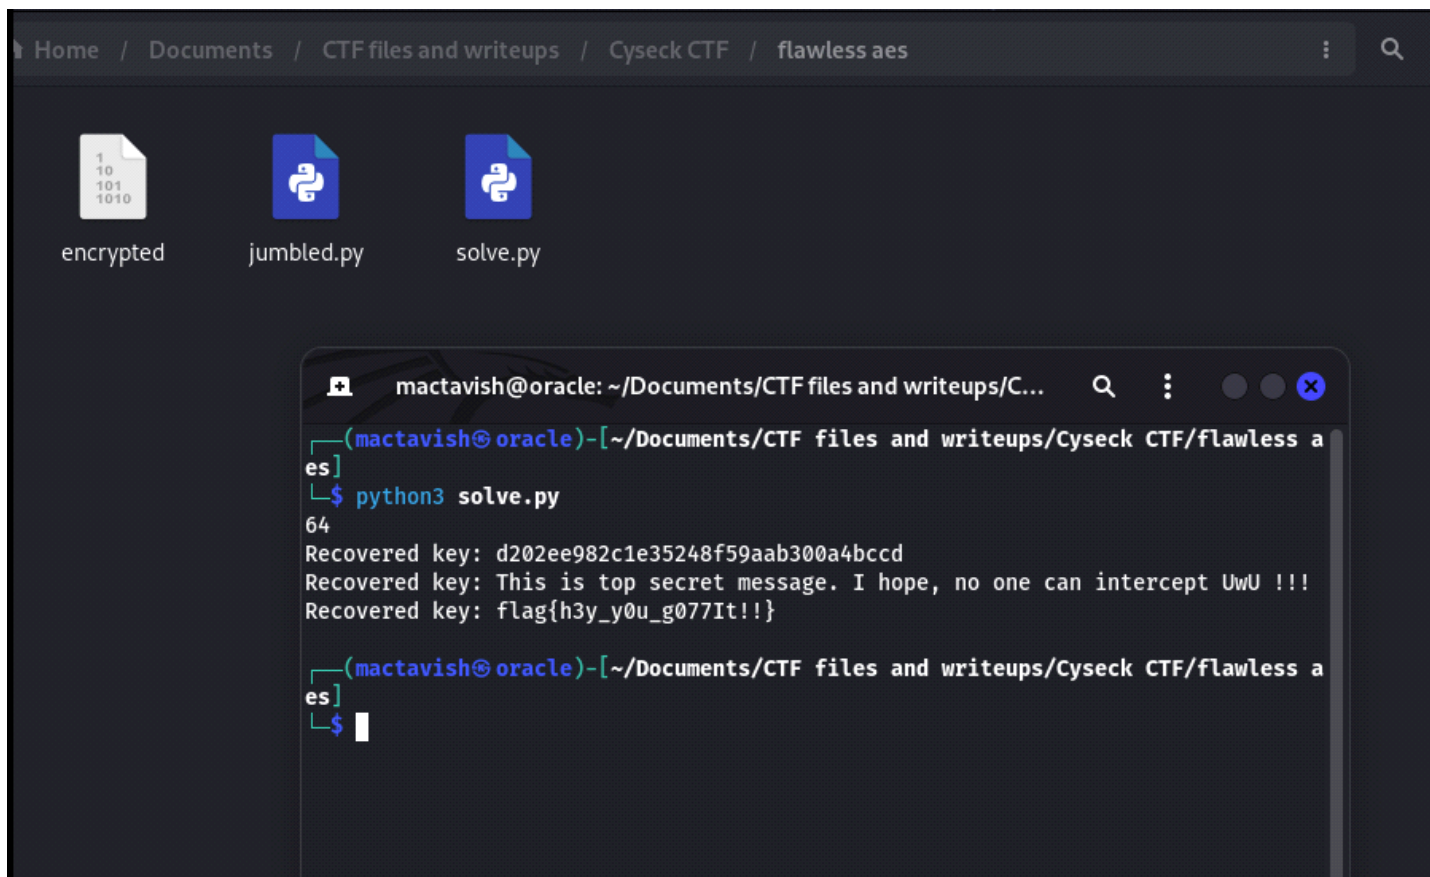 Home / Documents / CTF files and writeups / Cyseck CTF / flawless aes
1
10
101
1010
encrypted
jumbled.py
solve.py
mactavish@oracle: ~/Documents/CTF files and writeups/C...
┌──(mactavish㉿oracle)-[~/Documents/CTF files and writeups/Cyseck CTF/flawless a
es]
└─$ python3 solve.py
64
Recovered key: d202ee982c1e35248f59aab300a4bccd
Recovered key: This is top secret message. I hope, no one can intercept UwU !!!
Recovered key: flag{h3y_y0u_g077It!!}
┌──(mactavish㉿oracle)-[~/Documents/CTF files and writeups/Cyseck CTF/flawless a
es]
└─$